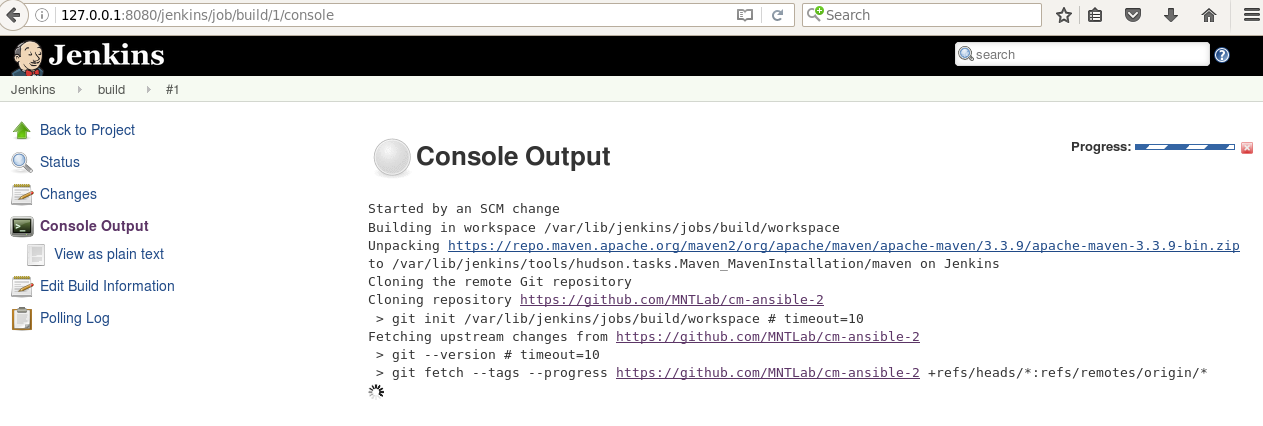 127.0.0.1:8080/jenkins/job/build/1/console
Search
Jenkins
search
Jenkins build #1
Back to Project
Status
Changes
Console Output
View as plain text
Edit Build Information
Polling Log
Console Output
Progress:
Started by an SCM change
Building in workspace /var/lib/jenkins/jobs/build/workspace
Unpacking https://repo.maven.apache.org/maven2/org/apache/maven/apache-maven/3.3.9/apache-maven-3.3.9-bin.zip
to /var/lib/jenkins/tools/hudson.tasks.Maven_MavenInstallation/maven on Jenkins
Cloning the remote Git repository
Cloning repository https://github.com/MNTLab/cm-ansible-2
> git init /var/lib/jenkins/jobs/build/workspace # timeout=10
Fetching upstream changes from https://github.com/MNTLab/cm-ansible-2
> git --version # timeout=10
> git fetch --tags --progress https://github.com/MNTLab/cm-ansible-2 +refs/heads/*:refs/remotes/origin/*